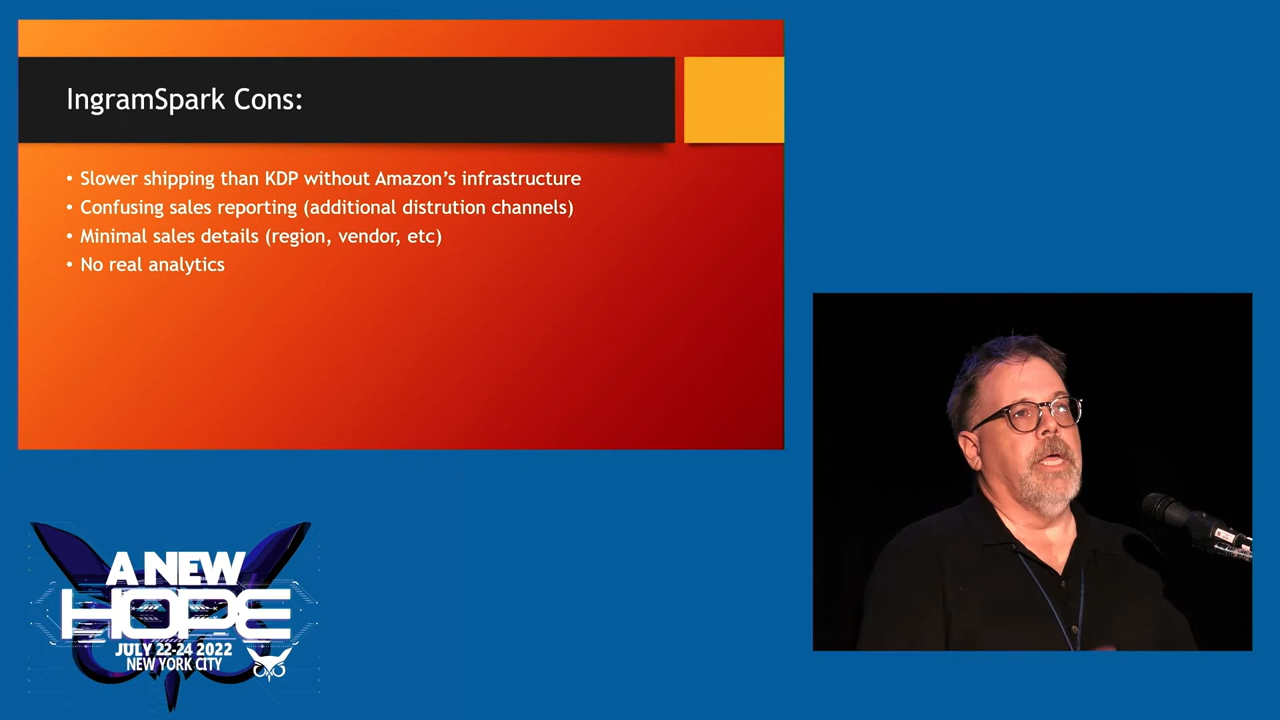 IngramSpark Cons:
• Slower shipping than KDP without Amazon's infrastructure
• Confusing sales reporting (additional distrution channels)
• Minimal sales details (region, vendor, etc)
• No real analytics
A NEW
HOPE
JULY 22-24 2022
NEW YORK CITY